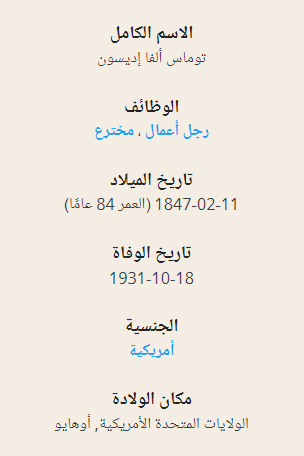 الاسم الكامل
توماس ألفا إديسون
الوظائف
رجل أعمال ، مخترع
تاريخ الميلاد
1847-02-11 (العمر 84 عامًا)
تاريخ الوفاة
1931-10-18
الجنسية
أمريكية
مكان الولادة
الولايات المتحدة الأمريكية, أوهايو